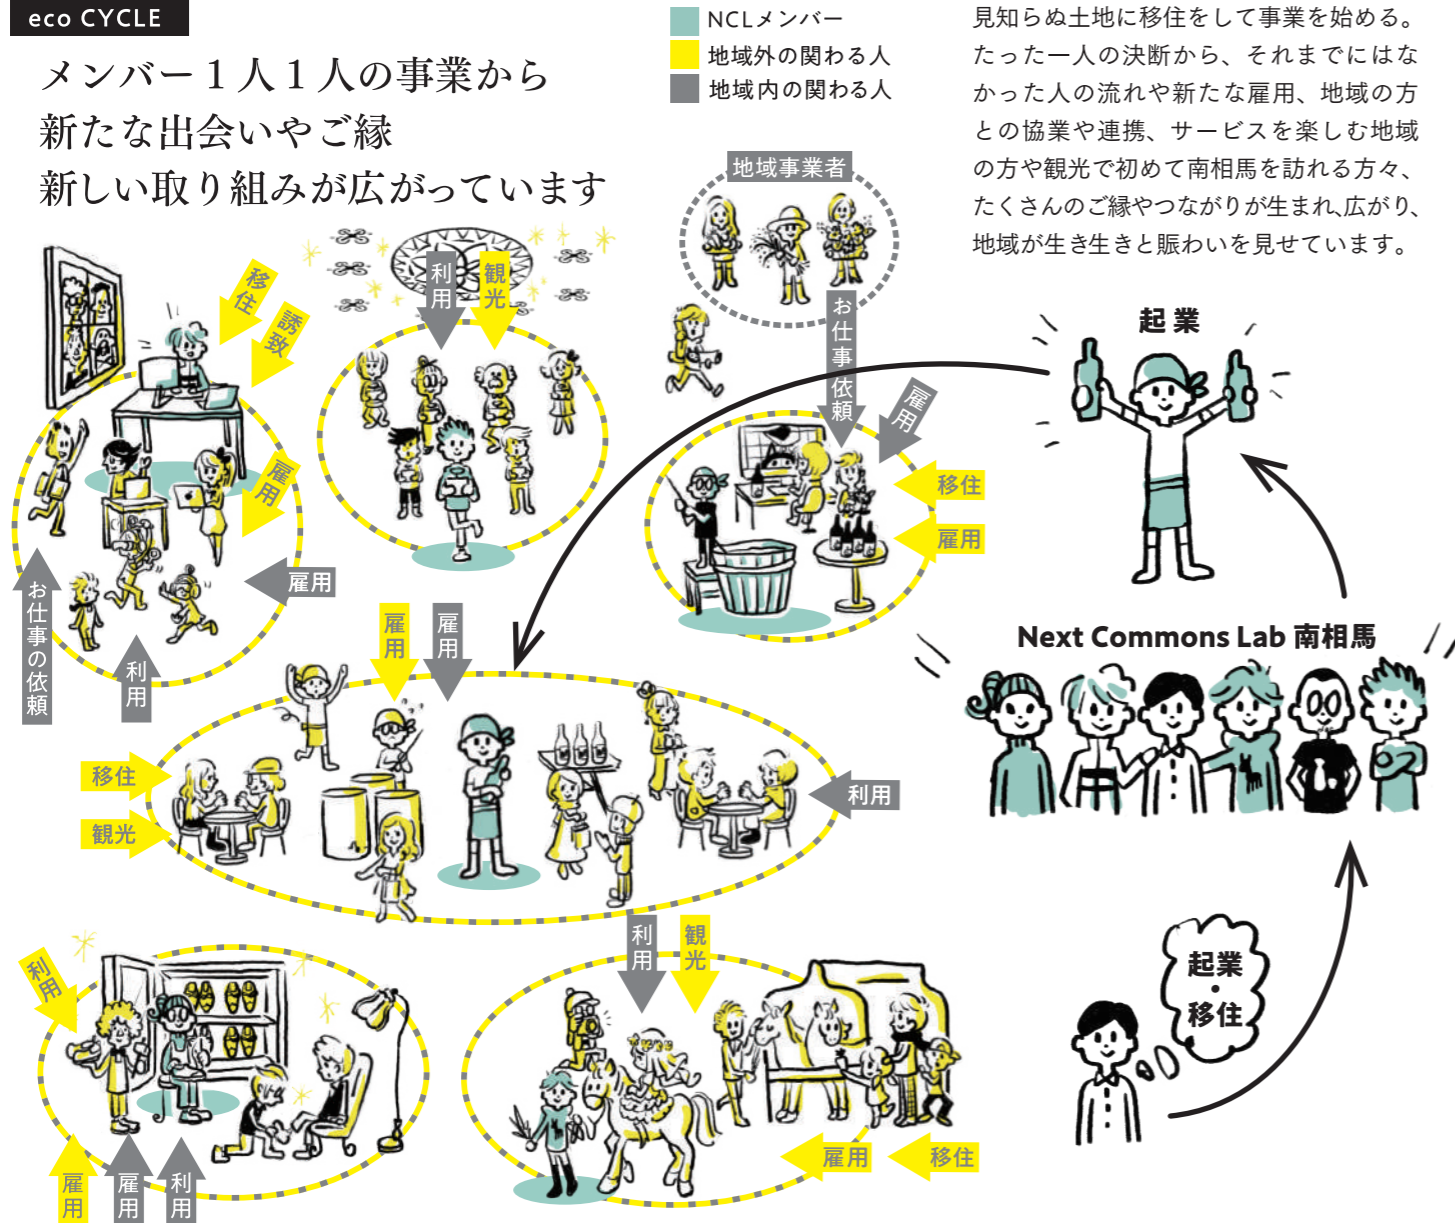 eco CYCLE
メンバー１人１人の事業から
新たな出会いやご縁
新しい取り組みが広がっています
NCLメンバー
地域外の関わる人
地域内の関わる人
見知らぬ土地に移住をして事業を始める。
たった一人の決断から、それまでにはな
かった人の流れや新たな雇用、地域の方
との協業や連携、サービスを楽しむ地域
の方や観光で初めて南相馬を訪れる方々、
たくさんのご縁やつながりが生まれ、広がり、
地域が生き生きと賑わいを見せています。
移住
誘致
雇用
雇用
お仕事の依頼
利用
利用
観光
地域事業者
お仕事依頼
雇用
移住
雇用
起業
Next Commons Lab 南相馬
起業
・
移住
雇用
雇用
移住
観光
利用
利用
雇用
雇用
利用
利用
観光
雇用
移住